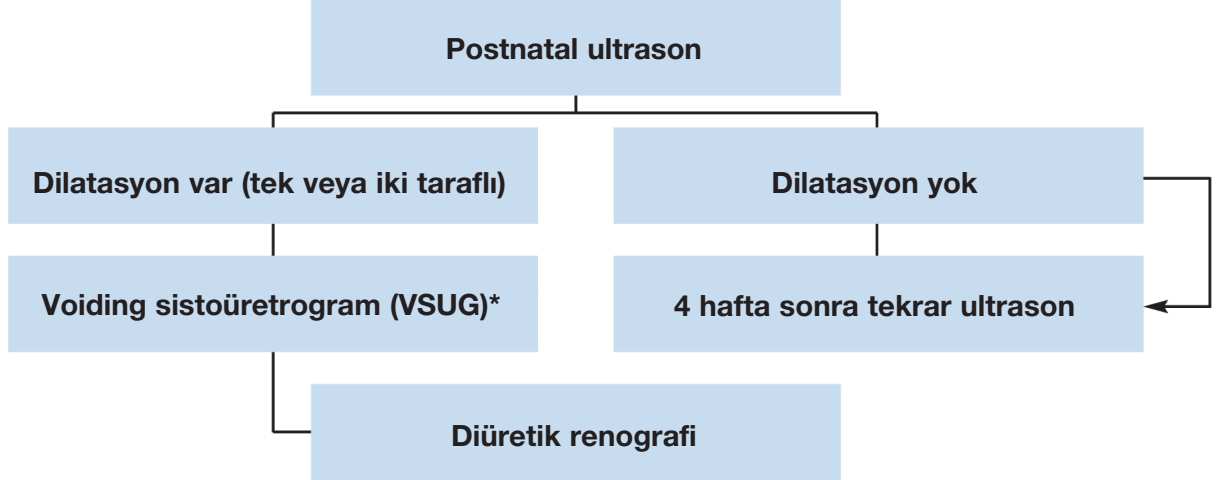 Postnatal ultrason
Dilatasyon var (tek veya iki taraflı)
Dilatasyon yok
Voiding sistoüretrogram (VSUG)*
4 hafta sonra tekrar ultrason
Diüretik renografi